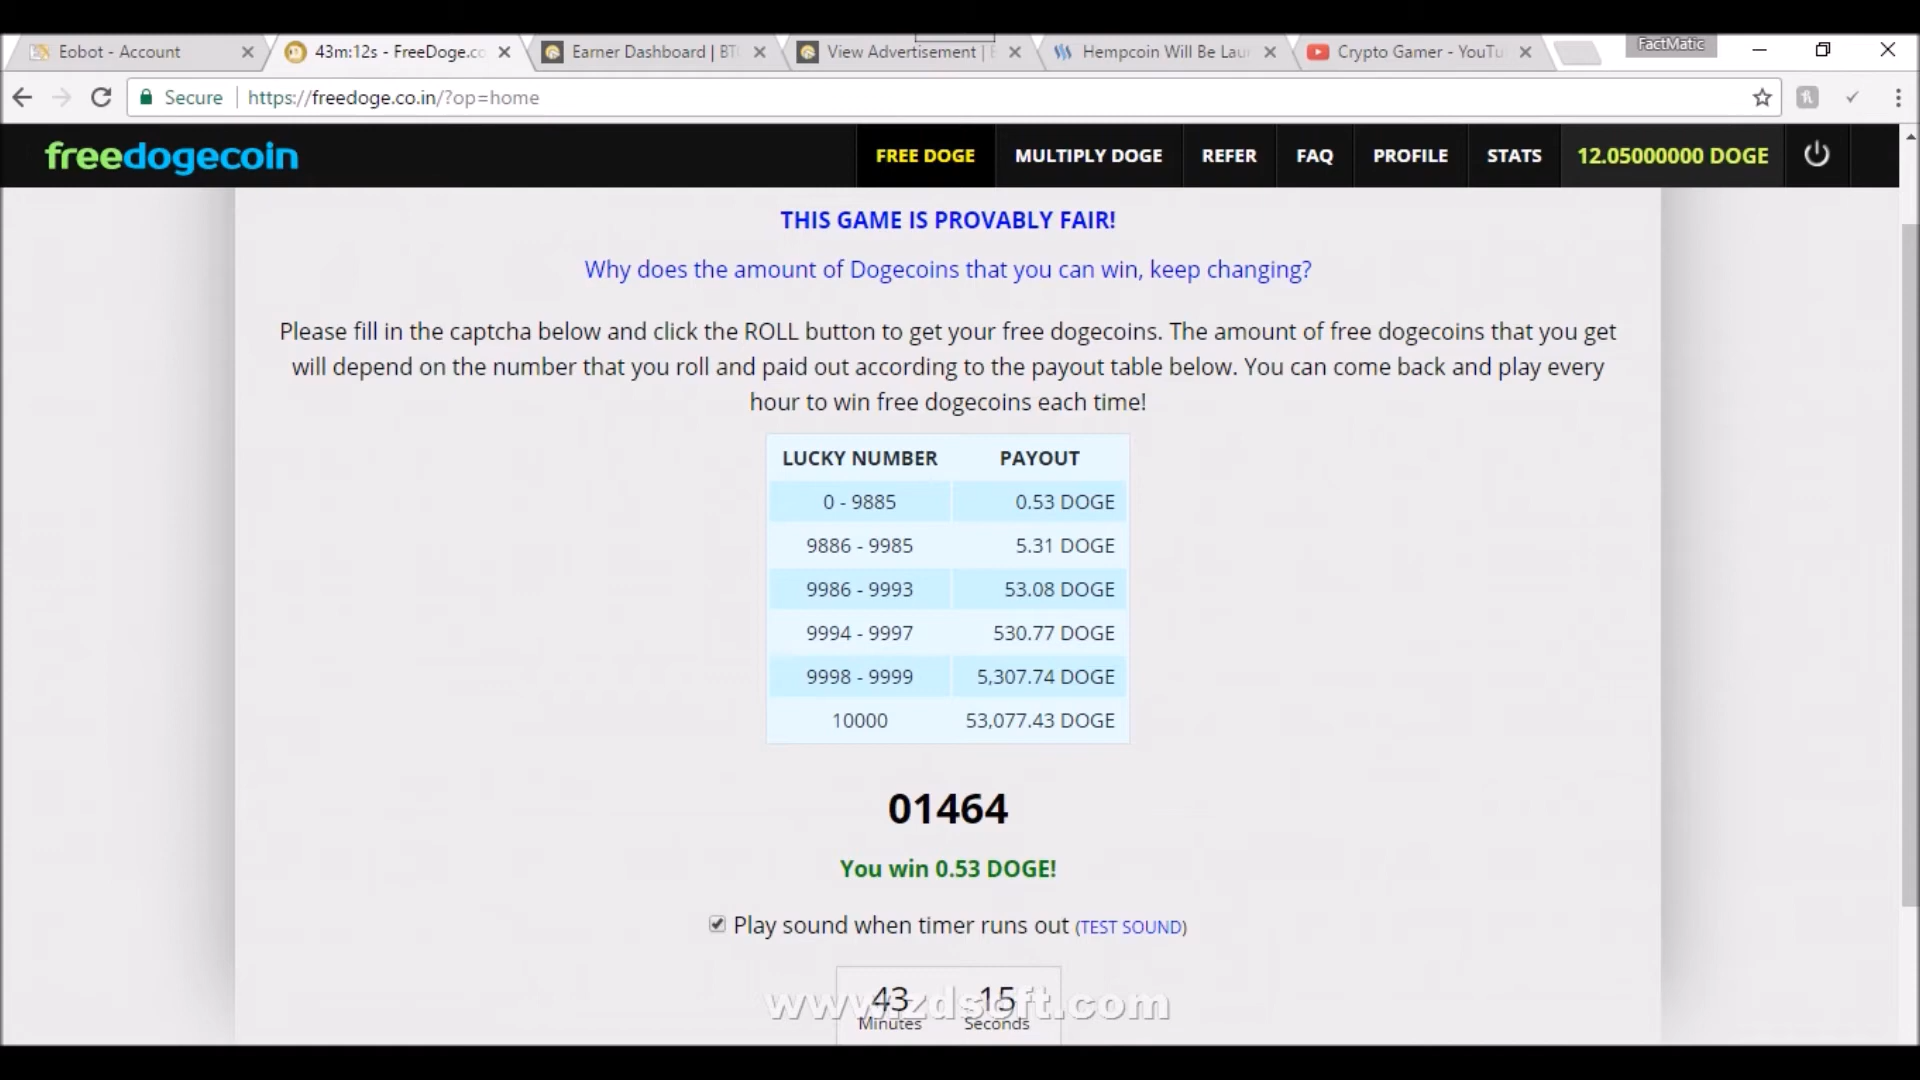 Eobot - Account
43m:12s - FreeDoge.co
Earner Dashboard | BT
View Advertisement |
Hempcoin Will Be Lau
Crypto Gamer - YouTu
FactMatic
Secure
https://freedoge.co.in/?op=home
freedogecoin
FREE DOGE
MULTIPLY DOGE
REFER
FAQ
PROFILE
STATS
12.05000000 DOGE
THIS GAME IS PROVABLY FAIR!
Why does the amount of Dogecoins that you can win, keep changing?
Please fill in the captcha below and click the ROLL button to get your free dogecoins. The amount of free dogecoins that you get
will depend on the number that you roll and paid out according to the payout table below. You can come back and play every
hour to win free dogecoins each time!
LUCKY NUMBER PAYOUT
0 - 9885 0.53 DOGE
9886 - 9985 5.31 DOGE
9986 - 9993 53.08 DOGE
9994 - 9997 530.77 DOGE
9998 - 9999 5,307.74 DOGE
10000 53,077.43 DOGE
01464
You win 0.53 DOGE!
Play sound when timer runs out (TEST SOUND)
43 15
www.zdsoft.com
Minutes Seconds